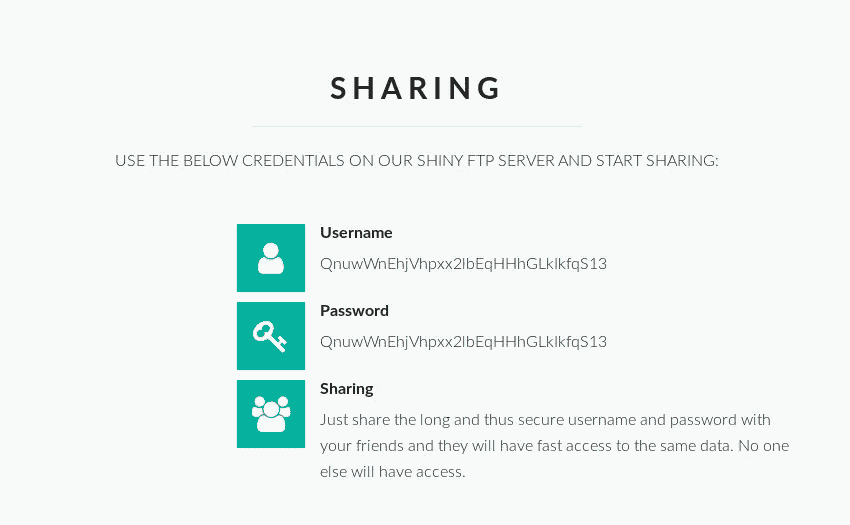 SHARING
USE THE BELOW CREDENTIALS ON OUR SHINY FTP SERVER AND START SHARING:
Username
QnuwWnEhjVhpxx2lbEqHHhGLklkfqS13
Password
QnuwWnEhjVhpxx2lbEqHHhGLklkfqS13
Sharing
Just share the long and thus secure username and password with
your friends and they will have fast access to the same data. No one
else will have access.